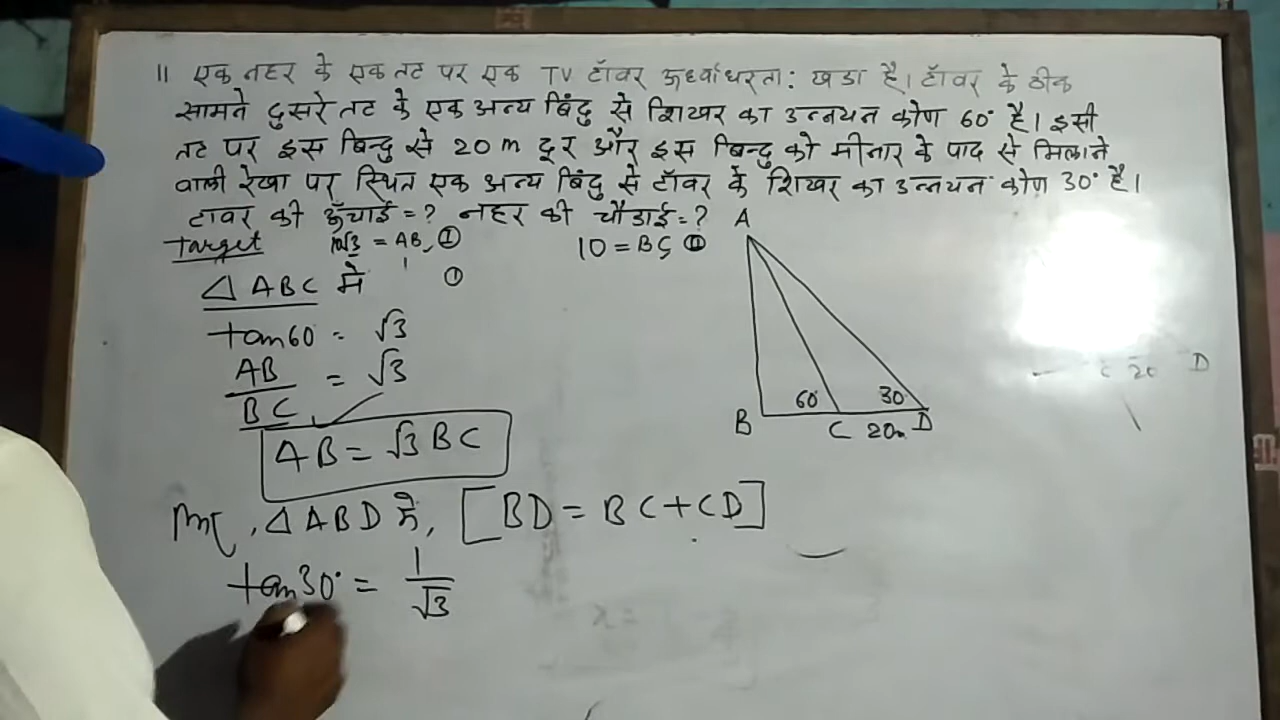 11 एक नहर के एक तट पर एक TV टॉवर ऊर्ध्वाधरता: खडा है। टॉवर के ठीक
सामने दुसरे तट के एक अन्य बिंदु से शिखर का उन्नयन कोण 60° है। इसी
तट पर इस बिन्दु से 20 m दूर और इस बिन्दु को मीनार के पाद से मिलाने
वाली रेखा पर स्थित एक अन्य बिंदु से टॉवर के शिखर का उन्नयन कोण 30° है।
टावर की ऊँचाई = ? नहर की चौडाई = ?
Target 10√3 = AB, Ⅱ 10 = BC, Ⅲ
△ ABC मे Ⅰ
tan60 = √3
AB/BC = √3
AB = √3 BC
△ ABD मे, [BD = BC + CD]
tan30° = 1/√3
A
60° 30°
B C 20m D
C 20 D
x =